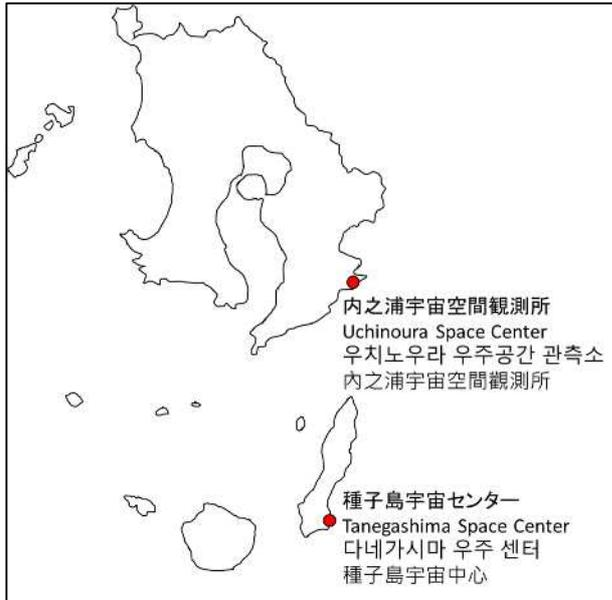 内之浦宇宙空間観測所
Uchinoura Space Center
우치노우라 우주공간 관측소
內之浦宇宙空間觀測所
種子島宇宙センター
Tanegashima Space Center
다네가시마 우주 센터
種子島宇宙中心